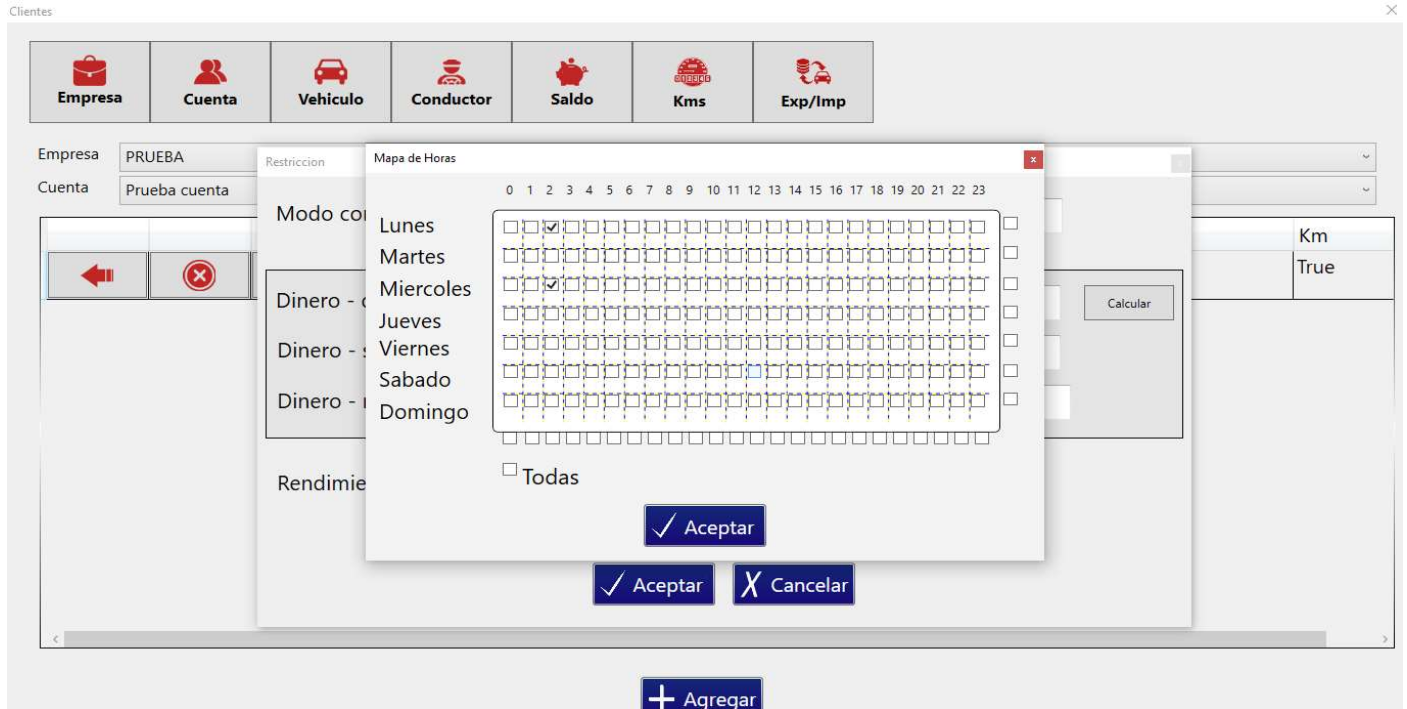 Clientes
Empresa Cuenta Vehiculo Conductor Saldo Kms Exp/Imp
Empresa PRUEBA
Cuenta Prueba cuenta
Restriccion
Mapa de Horas
0 1 2 3 4 5 6 7 8 9 10 11 12 13 14 15 16 17 18 19 20 21 22 23
Modo
Lunes
Martes
Miercoles
Jueves
Viernes
Sabado
Domingo
Todas
Aceptar
Km
True
Dinero -
Calcular
Dinero -
Dinero -
Aceptar Cancelar
Agregar